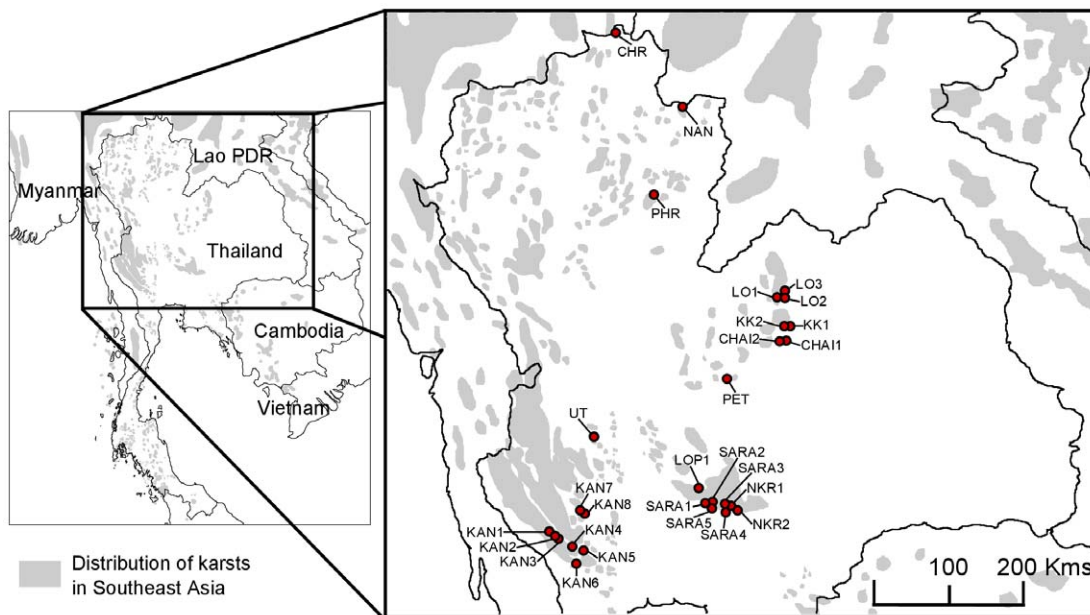 Myanmar
Lao PDR
Thailand
Cambodia
Vietnam
Distribution of karsts
in Southeast Asia
CHR
NAN
PHR
LO3
LO1
LO2
KK2
KK1
CHAI2
CHAI1
PET
UT
SARA2
LOP1
SARA3
NKR1
SARA1
SARA5
SARA4
NKR2
KAN7
KAN8
KAN1
KAN4
KAN2
KAN3
KAN5
KAN6
100
200 Kms